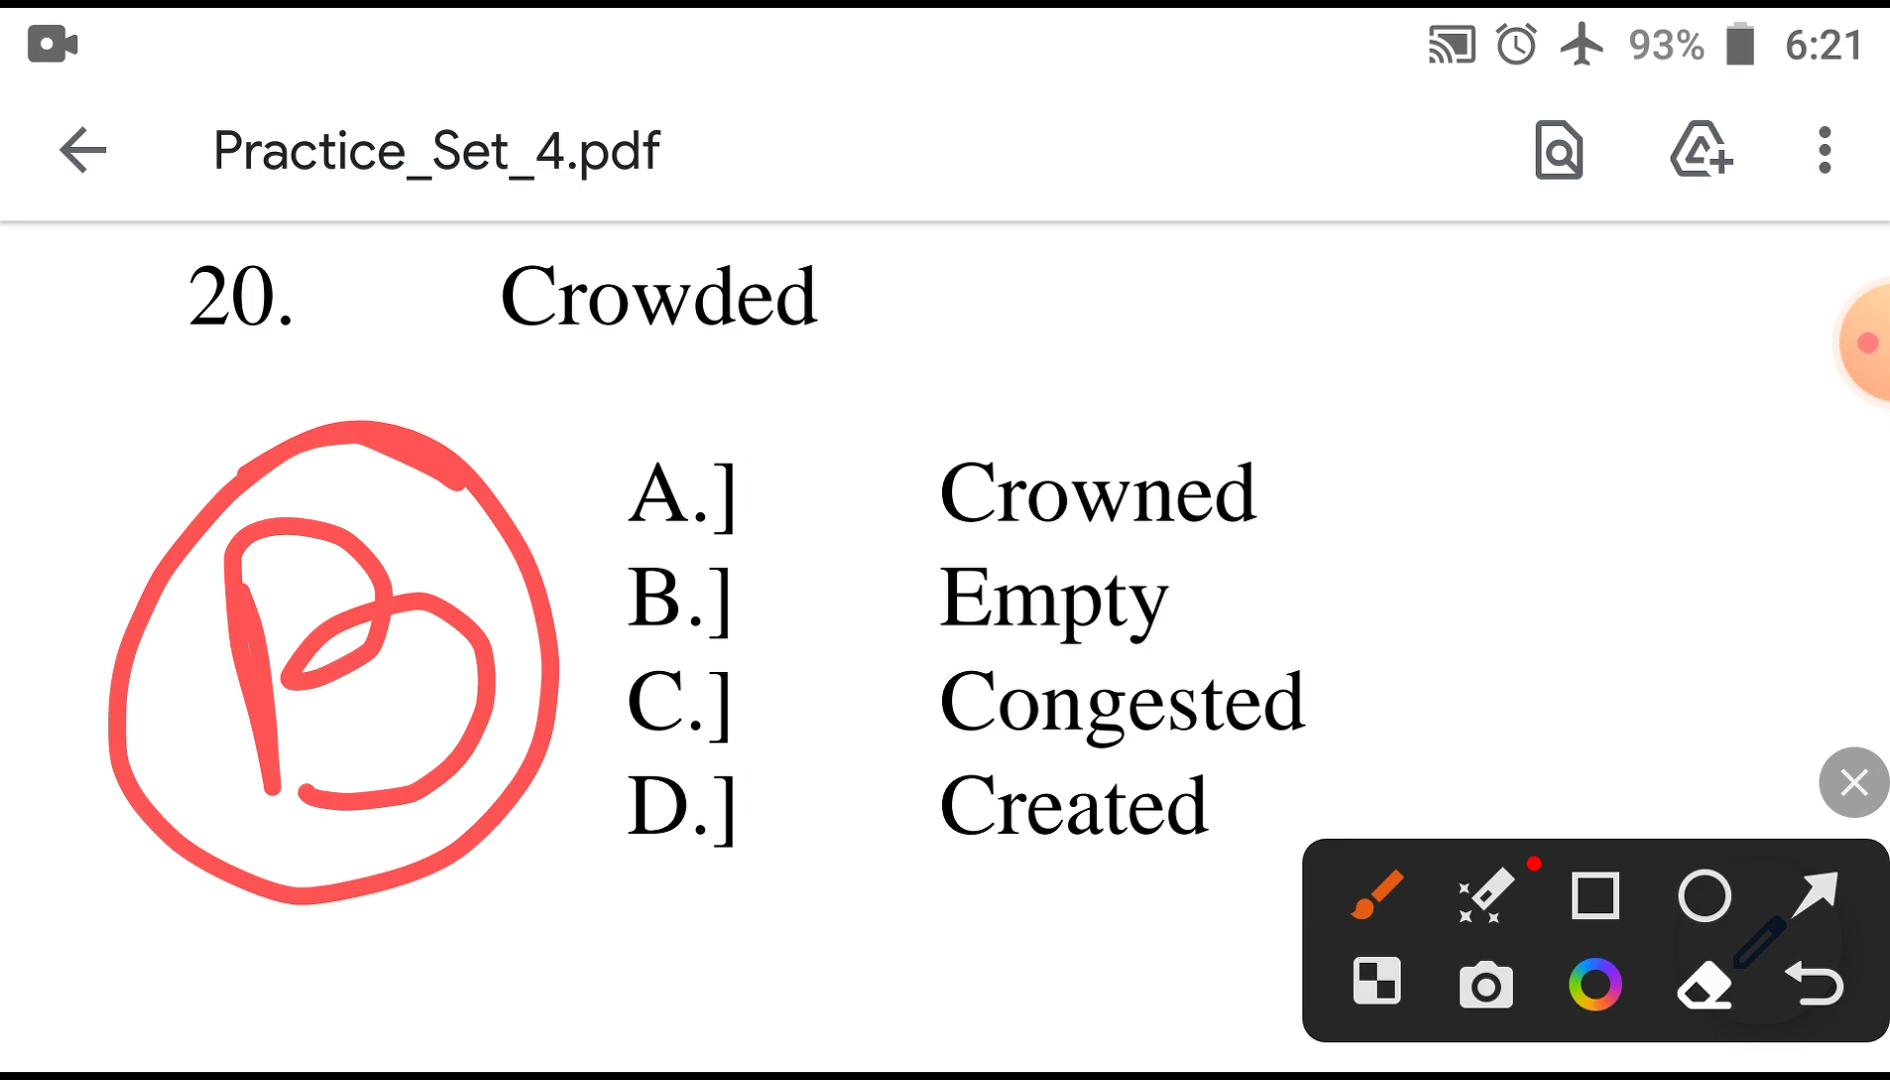 93% 6:21
Practice_Set_4.pdf
20. Crowded
B
A.] Crowned
B.] Empty
C.] Congested
D.] Created